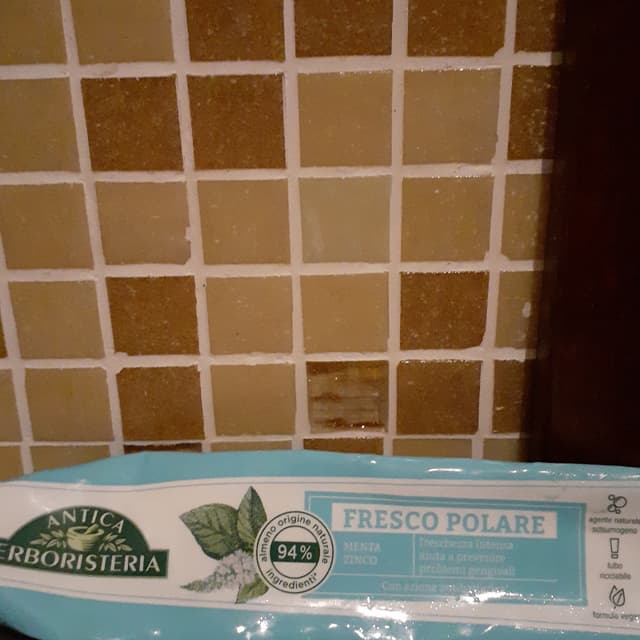 ANTICA
ERBORISTERIA
almeno origine naturale
94%
ingredienti*
FRESCO POLARE
MENTA
ZINCO
freschezza intensa
aiuta a prevenire
problemi gengivali
Con
agente naturale
schiumogeno
tubo
riciclabile
formula